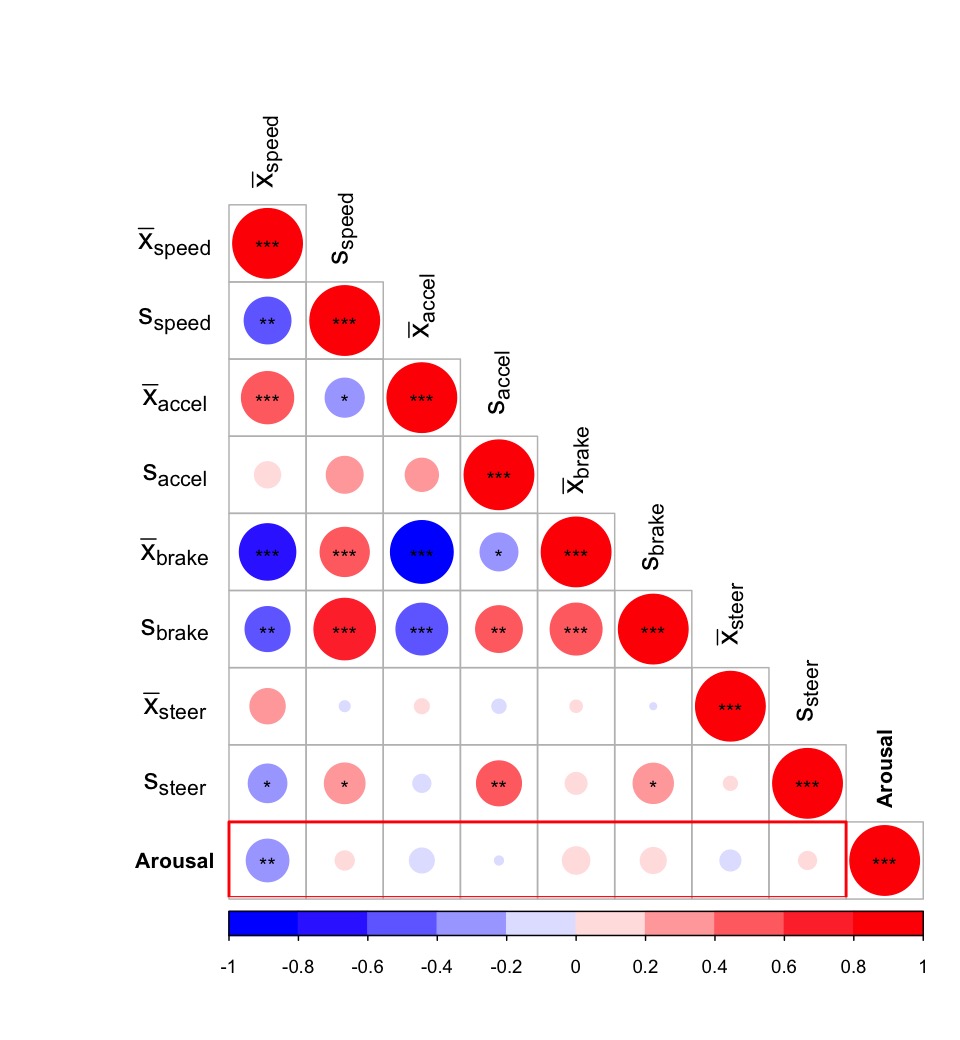 x̄speed
sspeed
x̄accel
saccel
x̄brake
sbrake
x̄steer
ssteer
Arousal
x̄speed ***
sspeed ** ***
x̄accel *** * ***
saccel ***
x̄brake *** *** *** * ***
sbrake ** *** *** ** *** ***
x̄steer ***
ssteer * * ** * ***
Arousal ** ***
-1 -0.8 -0.6 -0.4 -0.2 0 0.2 0.4 0.6 0.8 1